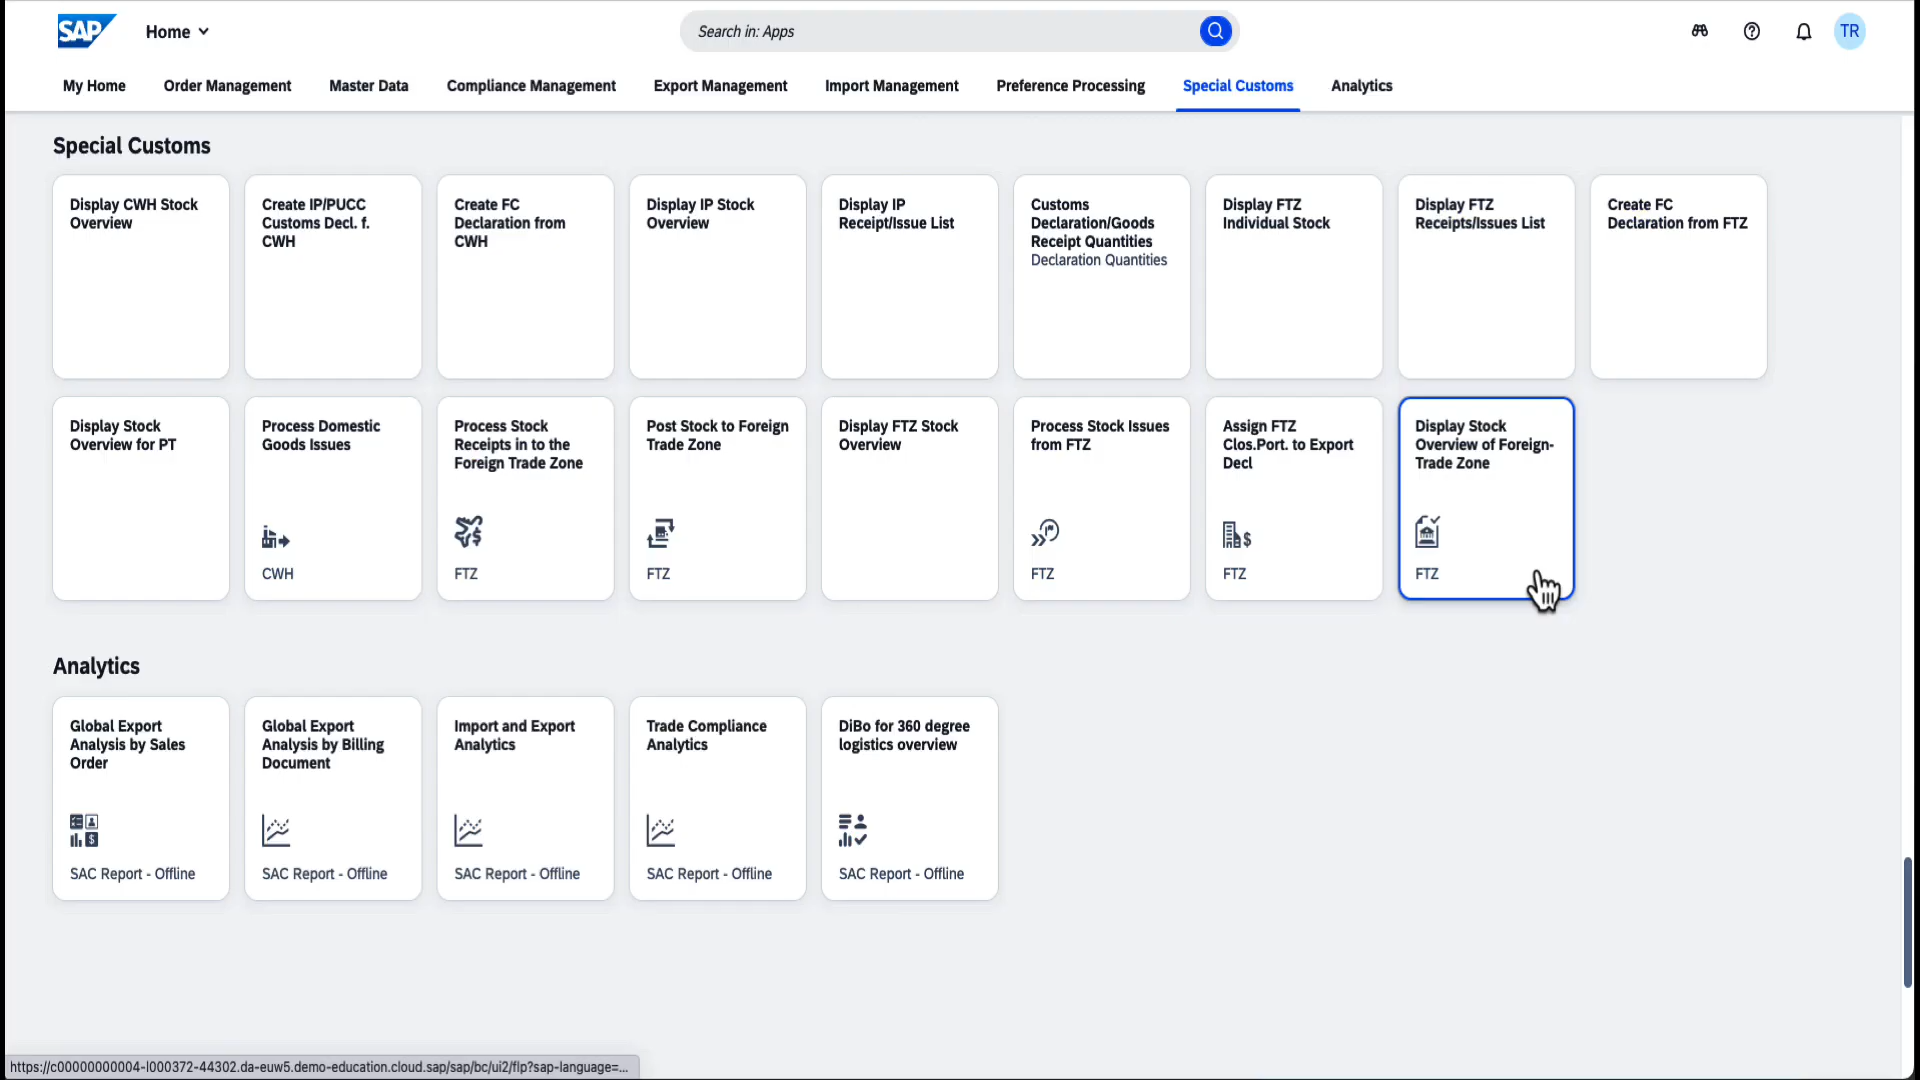 SAP
Home
Search in: Apps
TR
My Home
Order Management
Master Data
Compliance Management
Export Management
Import Management
Preference Processing
Special Customs
Analytics
Special Customs
Display CWH Stock
Overview
Create IP/PUCC
Customs Decl. f.
CWH
Create FC
Declaration from
CWH
Display IP Stock
Overview
Display IP
Receipt/Issue List
Customs
Declaration/Goods
Receipt Quantities
Declaration Quantities
Display FTZ
Individual Stock
Display FTZ
Receipts/Issues List
Create FC
Declaration from FTZ
Display Stock
Overview for PT
Process Domestic
Goods Issues
CWH
Process Stock
Receipts in to the
Foreign Trade Zone
FTZ
Post Stock to Foreign
Trade Zone
FTZ
Display FTZ Stock
Overview
Process Stock Issues
from FTZ
FTZ
Assign FTZ
Clos.Port. to Export
Decl
FTZ
Display Stock
Overview of Foreign-
Trade Zone
FTZ
Analytics
Global Export
Analysis by Sales
Order
SAC Report - Offline
Global Export
Analysis by Billing
Document
SAC Report - Offline
Import and Export
Analytics
SAC Report - Offline
Trade Compliance
Analytics
SAC Report - Offline
DiBo for 360 degree
logistics overview
SAC Report - Offline
https://c00000000004-l000372-44302.da-euw5.demo-education.cloud.sap/sap/bc/ui2/flp?sap-language=...